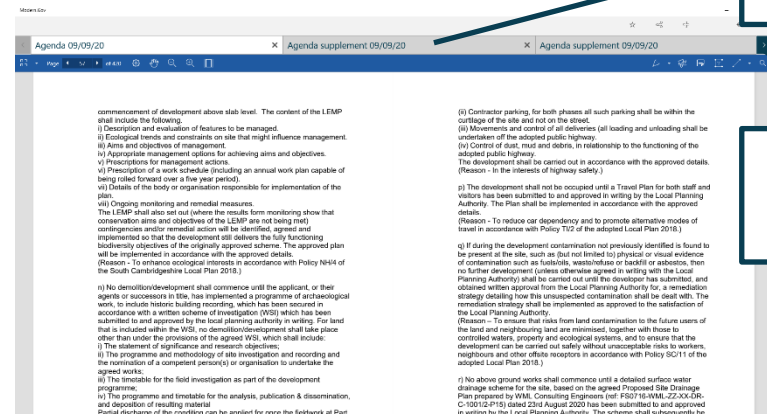 Modern.Gov
Agenda 09/09/20
Agenda supplement 09/09/20
Agenda supplement 09/09/20
Page
commencement of development above slab level. The content of the LEMP
shall include the following.
i) Description and evaluation of features to be managed.
ii) Ecological trends and constraints on site that might influence management.
iii) Aims and objectives of management.
iv) Appropriate management options for achieving aims and objectives.
v) Prescriptions for management actions.
vi) Prescription of a work schedule (including an annual work plan capable of
being rolled forward over a five year period).
vii) Details of the body or organisation responsible for implementation of the
plan.
viii) Ongoing monitoring and remedial measures.
The LEMP shall also set out (where the results form monitoring show that
conservation aims and objectives of the LEMP are not being met)
contingencies and/or remedial action will be identified, agreed and
implemented so that the development still delivers the fully functioning
biodiversity objectives of the originally approved scheme. The approved plan
will be implemented in accordance with the approved details.
(Reason - To enhance ecological interests in accordance with Policy NH/4 of
the South Cambridgeshire Local Plan 2018.)
n) No demolition/development shall commence until the applicant, or their
agents or successors in title, has implemented a programme of archaeological
work, to include historic building recording, which has been secured in
accordance with a written scheme of investigation (WSI) which has been
submitted to and approved by the local planning authority in writing. For land
that is included within the WSI, no demolition/development shall take place
other than under the provisions of the agreed WSI, which shall include:
i) The statement of significance and research objectives;
ii) The programme and methodology of site investigation and recording and
the nomination of a competent person(s) or organisation to undertake the
agreed works;
iii) The timetable for the field investigation as part of the development
programme;
iv) The programme and timetable for the analysis, publication & dissemination,
and deposition of resulting material
Partial discharge of the condition can be applied for once the fieldwork at Part
(ii) Contractor parking, for both phases all such parking shall be within the
curtilage of the site and not on the street.
(iii) Movements and control of all deliveries (all loading and unloading shall be
undertaken off the adopted public highway.
(iv) Control of dust, mud and debris, in relationship to the functioning of the
adopted public highway.
The development shall be carried out in accordance with the approved details.
(Reason - In the interests of highway safety.)
p) The development shall not be occupied until a Travel Plan for both staff and
visitors has been submitted to and approved in writing by the Local Planning
Authority. The Plan shall be implemented in accordance with the approved
details.
(Reason - To reduce car dependency and to promote alternative modes of
travel in accordance with Policy TI/2 of the adopted Local Plan 2018.)
q) If during the development contamination not previously identified is found to
be present at the site, such as (but not limited to) physical or visual evidence
of contamination such as fuels/oils, waste/refuse or backfill or asbestos, then
no further development (unless otherwise agreed in writing with the Local
Planning Authority) shall be carried out until the developer has submitted, and
obtained written approval from the Local Planning Authority for, a remediation
strategy detailing how this unsuspected contamination shall be dealt with. The
remediation strategy shall be implemented as approved to the satisfaction of
the Local Planning Authority.
(Reason – To ensure that risks from land contamination to the future users of
the land and neighbouring land are minimised, together with those to
controlled waters, property and ecological systems, and to ensure that the
development can be carried out safely without unacceptable risks to workers,
neighbours and other offsite receptors in accordance with Policy SC/11 of the
adopted Local Plan 2018.)
r) No above ground works shall commence until a detailed surface water
drainage scheme for the site, based on the agreed Proposed Site Drainage
Plan prepared by WML Consulting Engineers (ref: FS0716-WML-ZZ-XX-DR-
C-1001/2-P15) dated 23rd August 2020 has been submitted to and approved
in writing by the Local Planning Authority. The scheme shall subsequently be